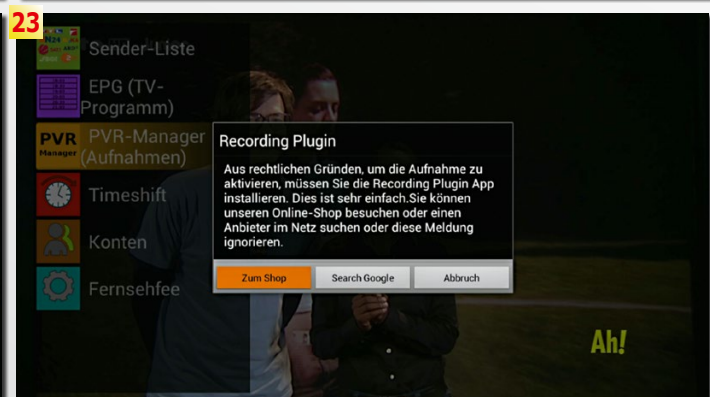 23
Sender-Liste
EPG (TV-
Programm)
PVR
Manager
PVR-Manager
(Aufnahmen)
Timeshift
Konten
Fernsehfee
Recording Plugin
Aus rechtlichen Gründen, um die Aufnahme zu
aktivieren, müssen Sie die Recording Plugin App
installieren. Dies ist sehr einfach.Sie können
unseren Online-Shop besuchen oder einen
Anbieter im Netz suchen oder diese Meldung
ignorieren.
Zum Shop
Search Google
Abbruch
Ah!